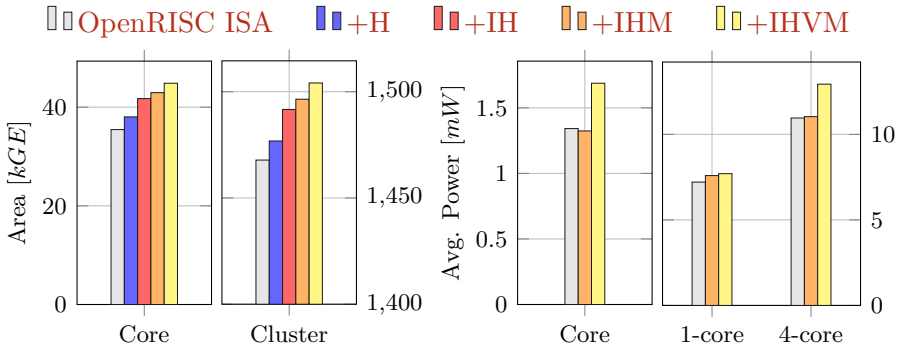 OpenRISC ISA +H +IH +IHM +IHVM
Area [kGE]
40
20
0
Core
1,500
1,450
1,400
Cluster
Avg. Power [mW]
1.5
1
0.5
0
Core
10
5
0
1-core 4-core